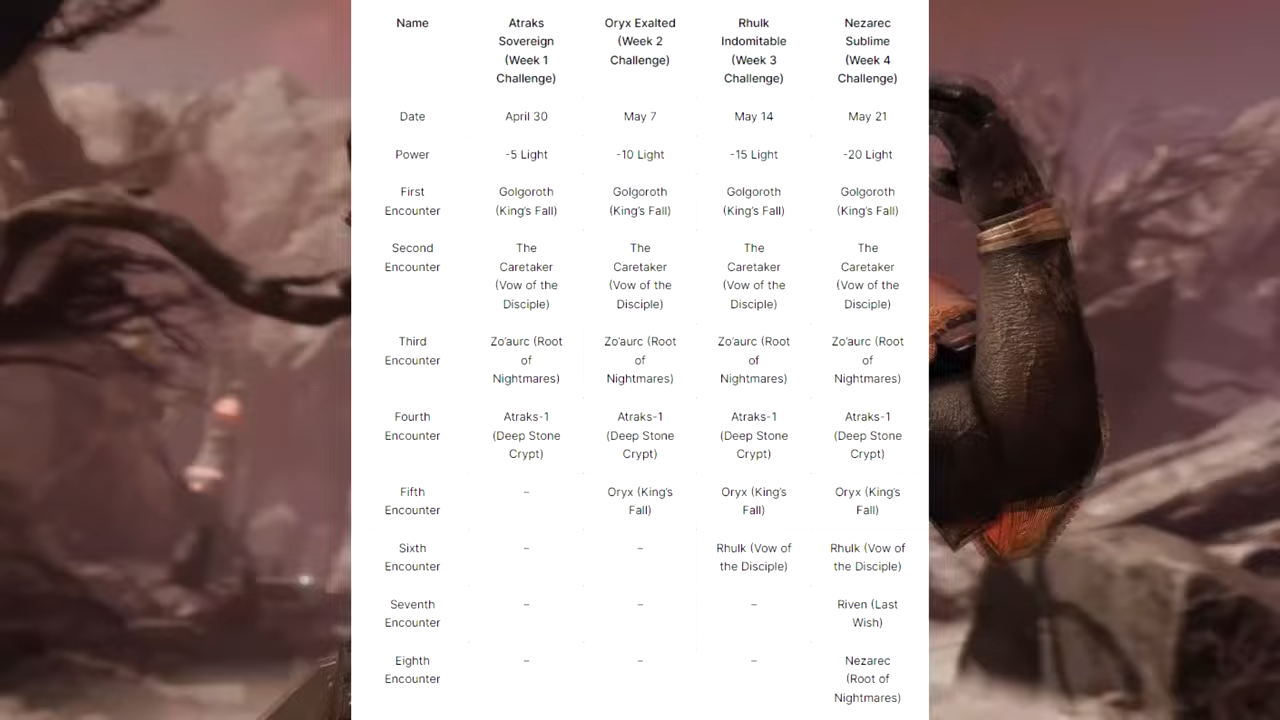 Name Atraks Oryx Exalted Rhulk Nezarec
Sovereign (Week 2 Indomitable Sublime
(Week 1 Challenge) (Week 3 (Week 4
Challenge) Challenge) Challenge)
Date April 30 May 7 May 14 May 21
Power -5 Light -10 Light -15 Light -20 Light
First Golgoroth Golgoroth Golgoroth Golgoroth
Encounter (King's Fall) (King's Fall) (King's Fall) (King's Fall)
Second The The The The
Encounter Caretaker Caretaker Caretaker Caretaker
(Vow of the (Vow of the (Vow of the (Vow of the
Disciple) Disciple) Disciple) Disciple)
Third Zo'aurc (Root Zo'aurc (Root Zo'aurc (Root Zo'aurc (Root
Encounter of of of of
Nightmares) Nightmares) Nightmares) Nightmares)
Fourth Atraks-1 Atraks-1 Atraks-1 Atraks-1
Encounter (Deep Stone (Deep Stone (Deep Stone (Deep Stone
Crypt) Crypt) Crypt) Crypt)
Fifth – Oryx (King's Oryx (King's Oryx (King's
Encounter Fall) Fall) Fall)
Sixth – – Rhulk (Vow of Rhulk (Vow of
Encounter the Disciple) the Disciple)
Seventh – – – Riven (Last
Encounter Wish)
Eighth – – – Nezarec
Encounter (Root of
Nightmares)